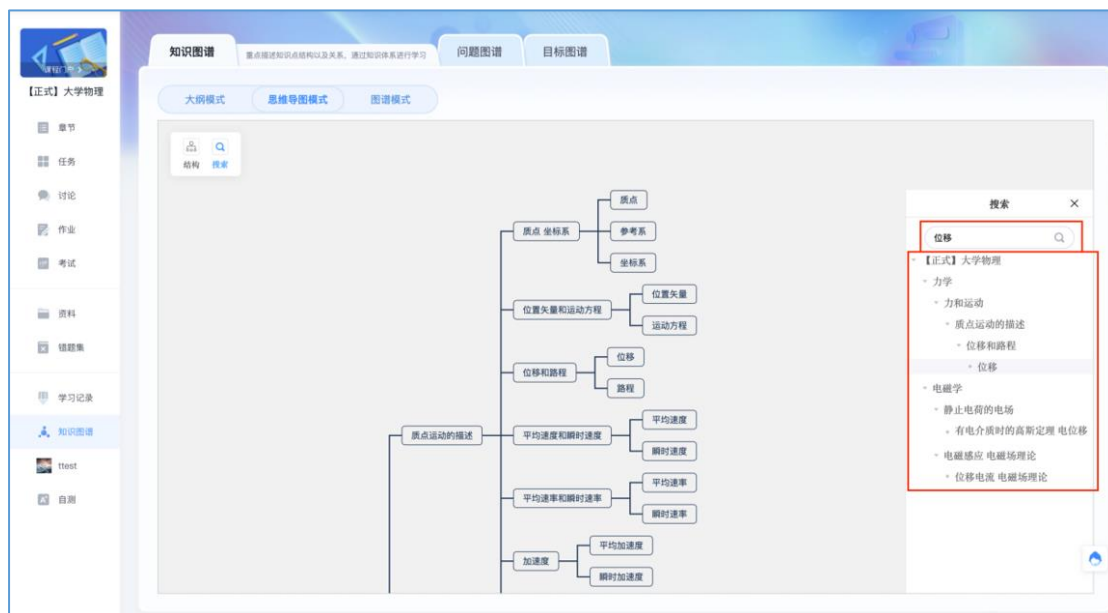 课程门户 >
【正式】大学物理
章节
任务
讨论
作业
考试
资料
错题集
学习记录
知识图谱
ttest
自测
知识图谱
重点描述知识点结构以及关系，通过知识体系进行学习
问题图谱
目标图谱
大纲模式
思维导图模式
图谱模式
结构
搜索
质点运动的描述
质点 坐标系
质点
参考系
坐标系
位置矢量和运动方程
位置矢量
运动方程
位移和路程
位移
路程
平均速度和瞬时速度
平均速度
瞬时速度
平均速率和瞬时速率
平均速率
瞬时速率
加速度
平均加速度
瞬时加速度
搜索
位移
【正式】大学物理
力学
力和运动
质点运动的描述
位移和路程
位移
电磁学
静止电荷的电场
有电介质时的高斯定理 电位移
电磁感应 电磁场理论
位移电流 电磁场理论